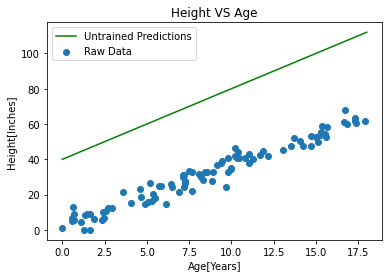 Height VS Age
Untrained Predictions
Raw Data
Height[Inches]
100
80
60
40
20
0
0.0 2.5 5.0 7.5 10.0 12.5 15.0 17.5
Age[Years]